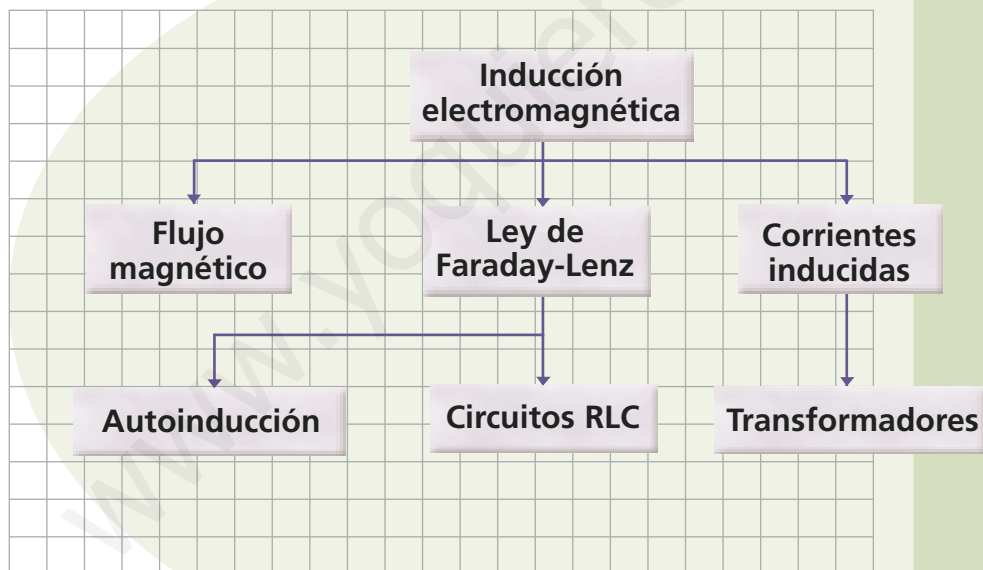 Inducción
electromagnética
Flujo
magnético
Ley de
Faraday-Lenz
Corrientes
inducidas
Autoinducción
Circuitos RLC
Transformadores